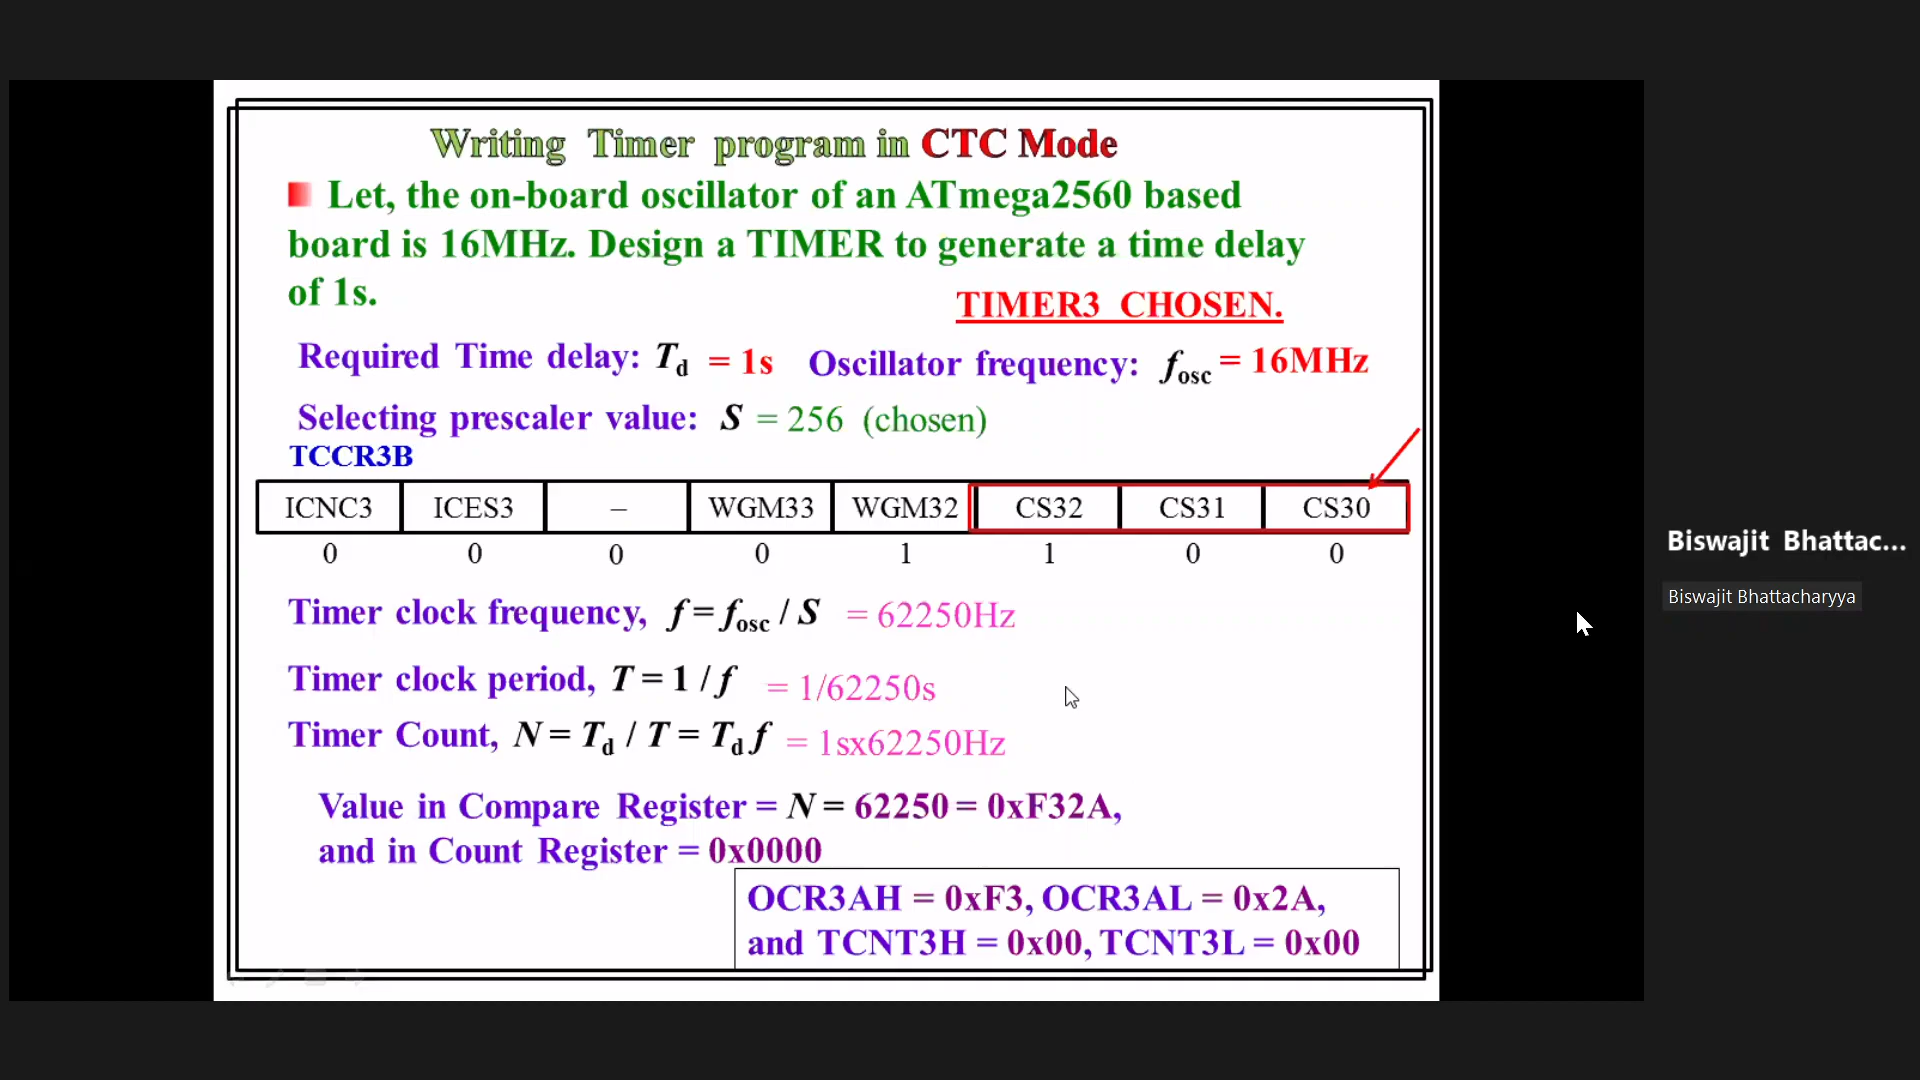 Writing Timer program in CTC Mode
Let, the on-board oscillator of an ATmega2560 based
board is 16MHz. Design a TIMER to generate a time delay
of 1s.
TIMER3 CHOSEN.
Required Time delay: Td = 1s Oscillator frequency: fosc = 16MHz
Selecting prescaler value: S = 256 (chosen)
TCCR3B
ICNC3 ICES3 – WGM33 WGM32 CS32 CS31 CS30
0 0 0 0 1 1 0 0
Timer clock frequency, f = fosc / S = 62250Hz
Timer clock period, T = 1 / f = 1/62250s
Timer Count, N = Td / T = Td f = 1sx62250Hz
Value in Compare Register = N = 62250 = 0xF32A,
and in Count Register = 0x0000
OCR3AH = 0xF3, OCR3AL = 0x2A,
and TCNT3H = 0x00, TCNT3L = 0x00
Biswajit Bhattac...
Biswajit Bhattacharyya